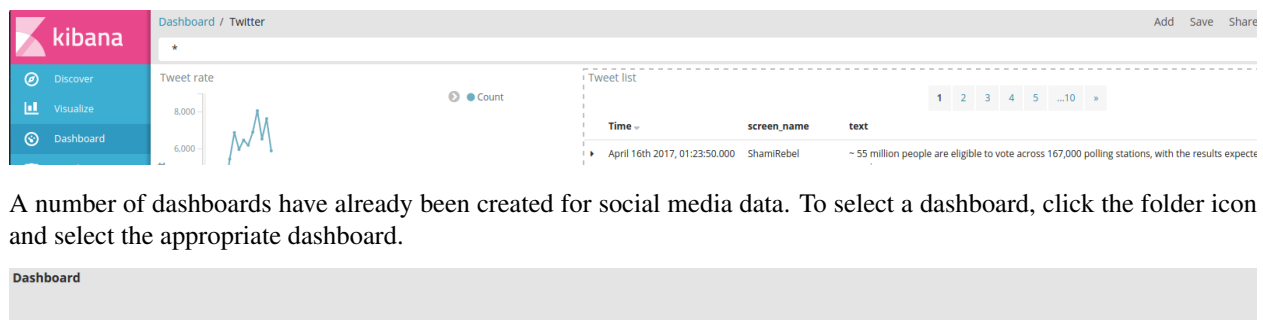 kibana
Dashboard / Twitter
Add Save Share
*
Discover
Visualize
Dashboard
Tweet rate
Count
8,000
6,000
Tweet list
1 2 3 4 5 ...10 »
Time screen_name text
April 16th 2017, 01:23:50.000 ShamiRebel ~ 55 million people are eligible to vote across 167,000 polling stations, with the results expecte
A number of dashboards have already been created for social media data. To select a dashboard, click the folder icon
and select the appropriate dashboard.
Dashboard